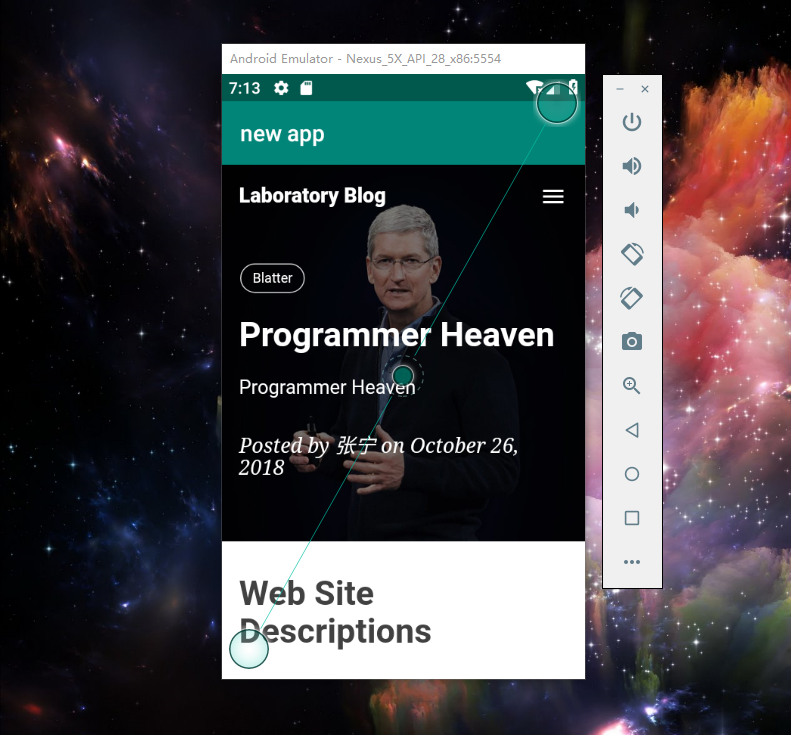 Android Emulator - Nexus_5X_API_28_x86:5554
7:13
new app
Laboratory Blog
Blatter
Programmer Heaven
Programmer Heaven
Posted by 张宁 on October 26,
2018
Web Site
Descriptions